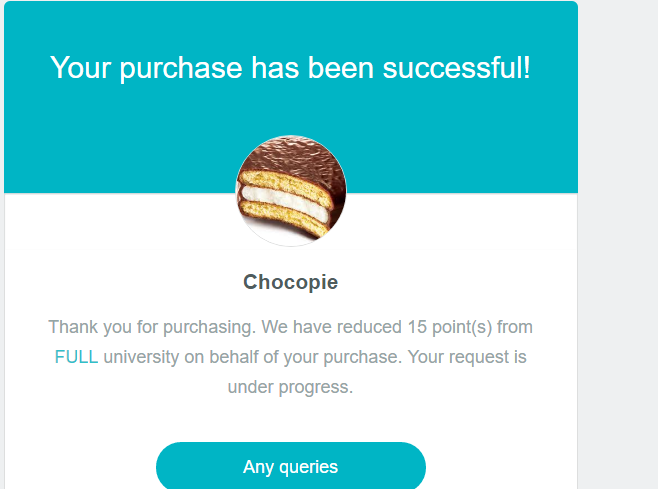 Your purchase has been successful!
Chocopie
Thank you for purchasing. We have reduced 15 point(s) from
FULL university on behalf of your purchase. Your request is
under progress.
Any queries